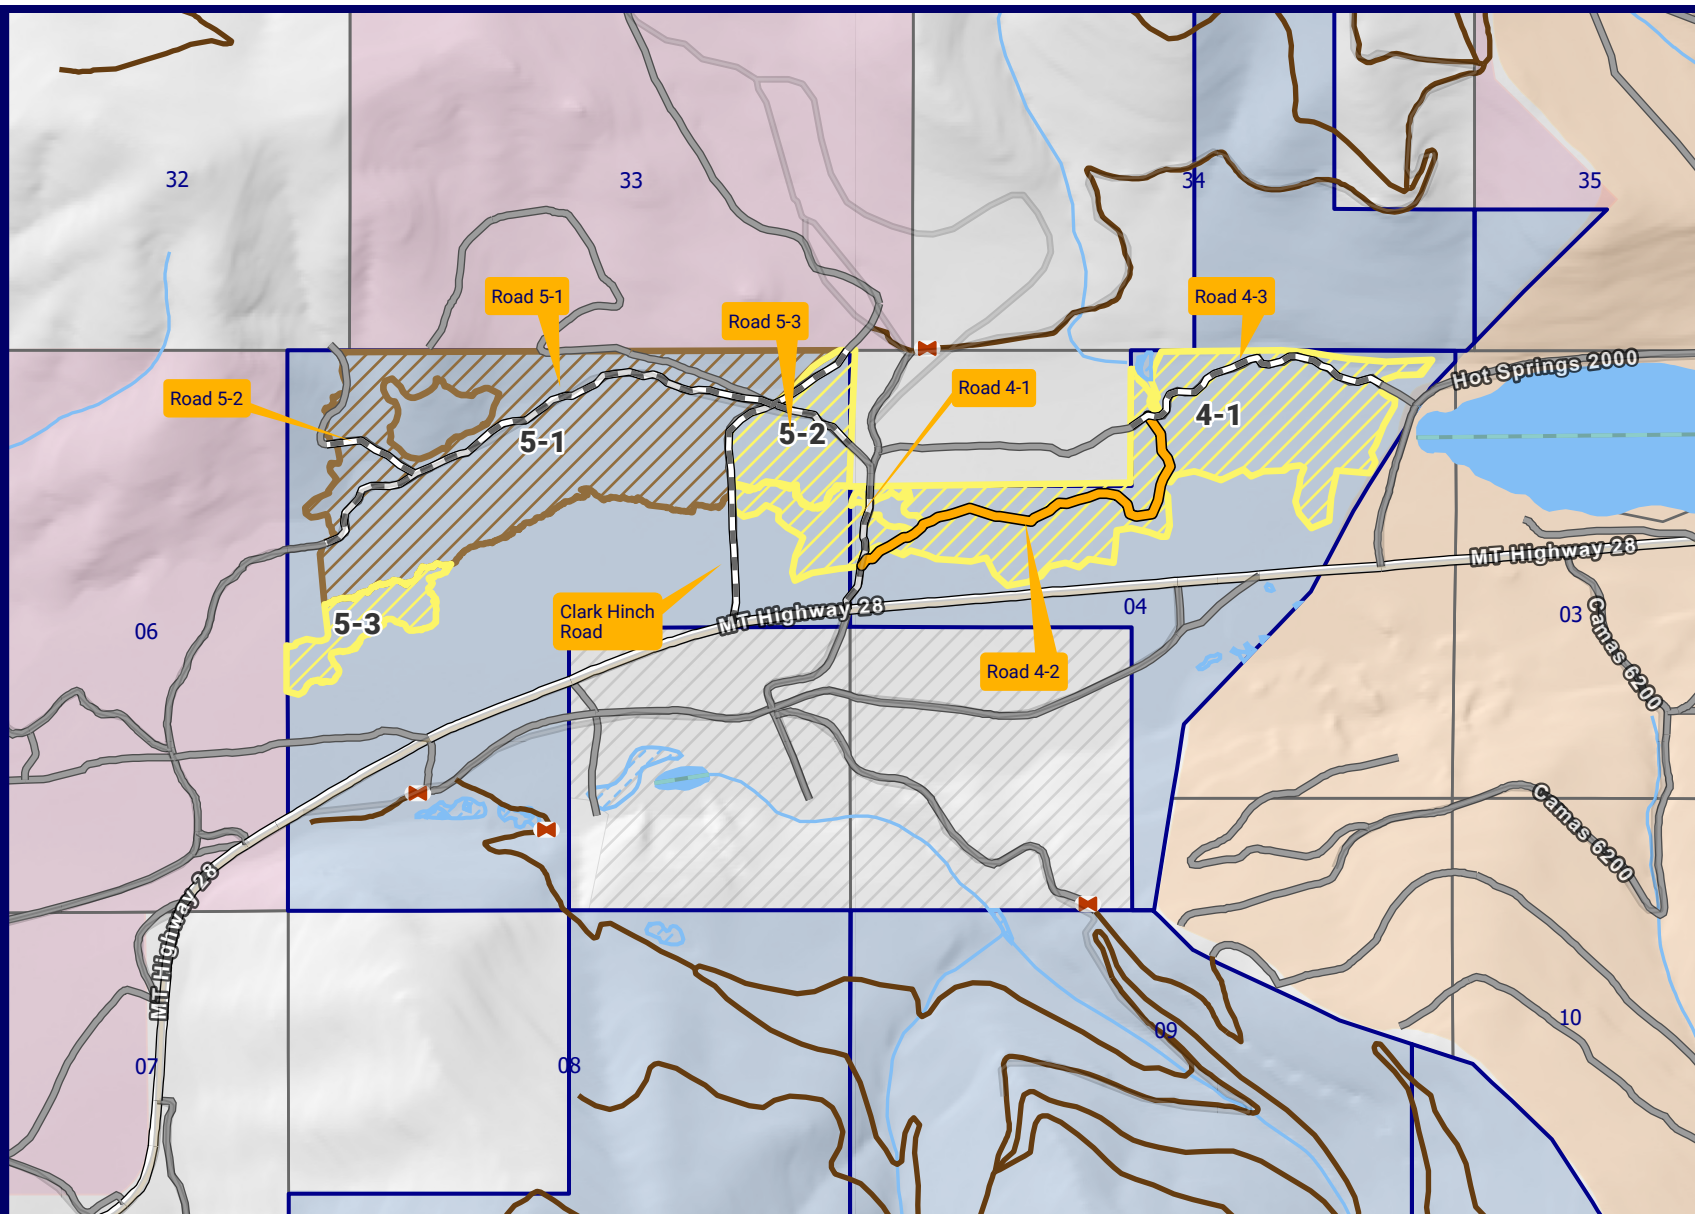 32
33
34
35
Road 5-1
Road 4-3
Road 5-3
Hot Springs 2000
Road 5-2
Road 4-1
4-1
5-2
5-1
MT Highway 28
Clark Hinch
Road
MT Highway 28
04
03
Camas 6200
5-3
06
Road 4-2
Camas 6200
MT Highway 28
10
09
07
08